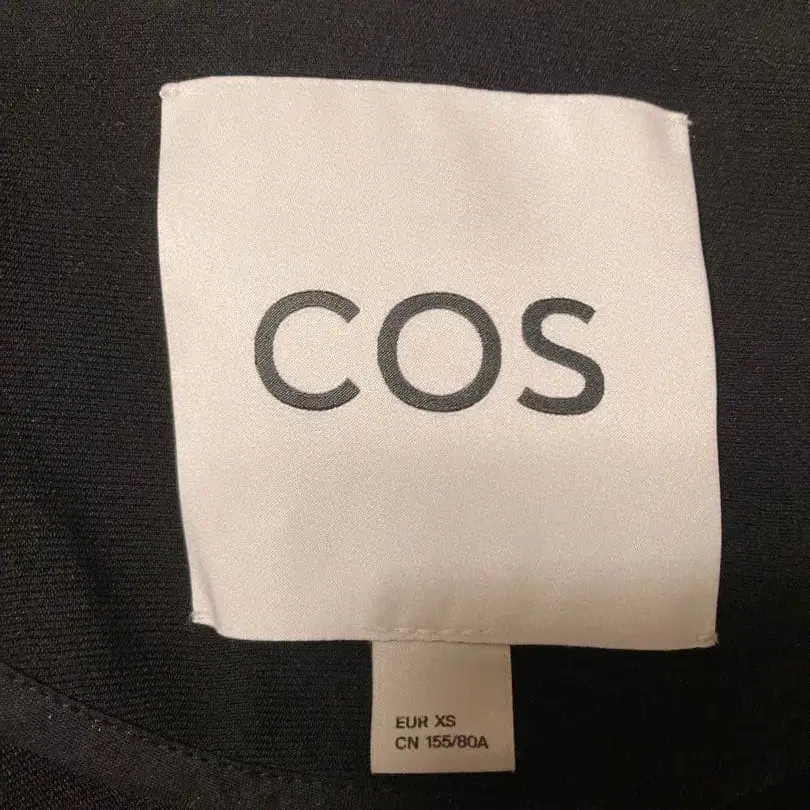 COS
EUR XS
CN 155/80A